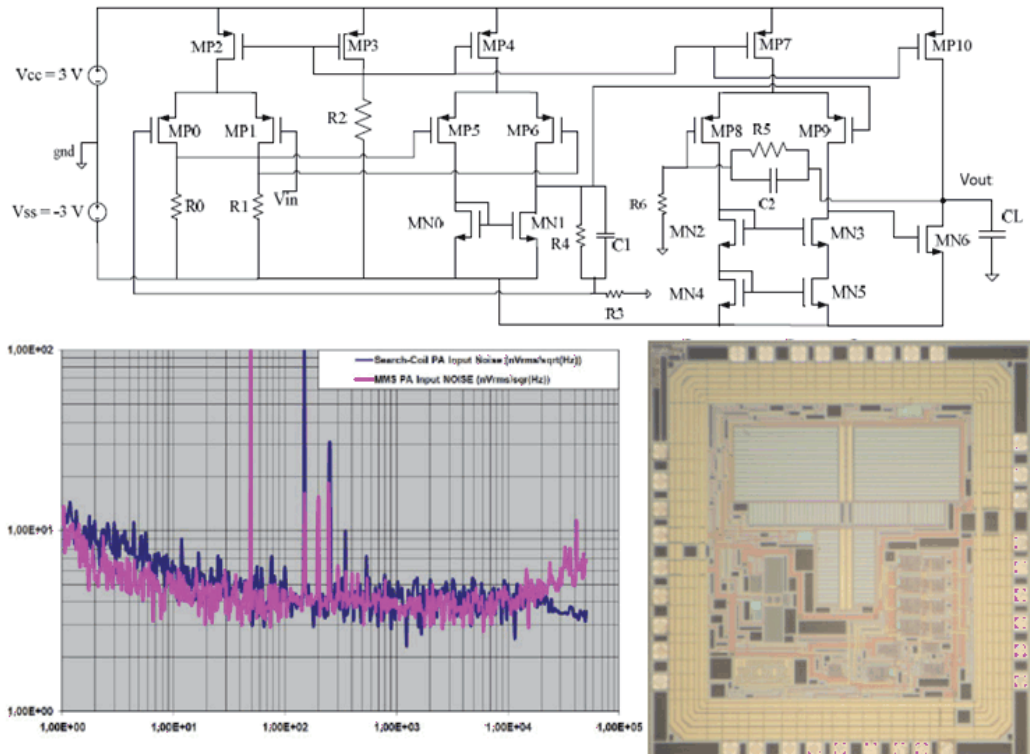 MP2
MP3
MP4
MP7
MP10
Vcc = 3 V
R2
MP0
MP1
MP5
MP6
MP8
R5
MP9
gnd
Vin
C2
Vout
Vss = -3 V
R0
R1
R6
CL
MN0
MN1
R4
C1
MN2
MN3
MN6
R3
MN4
MN5
1,00E+02
Search-Coil PA Input Noise (nVrms/sqrt(Hz))
MMS PA Input NOISE (nVrms/sqr(Hz))
1,00E+01
1,00E+00
1,00E+00 1,00E+01 1,00E+02 1,00E+03 1,00E+04 1,00E+05